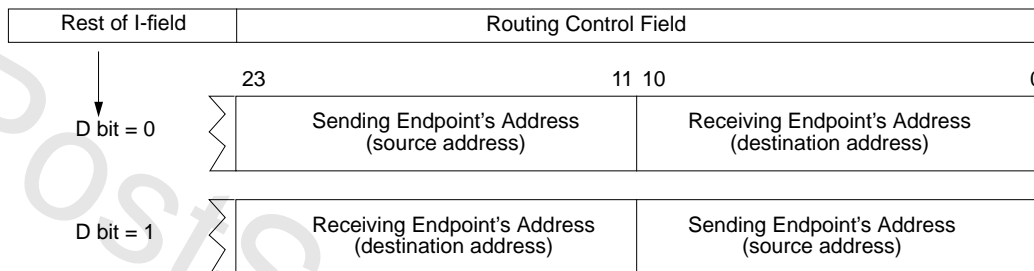 Rest of I-field Routing Control Field
23 11 10 0
D bit = 0 Sending Endpoint's Address Receiving Endpoint's Address
(source address) (destination address)
D bit = 1 Receiving Endpoint's Address Sending Endpoint's Address
(destination address) (source address)